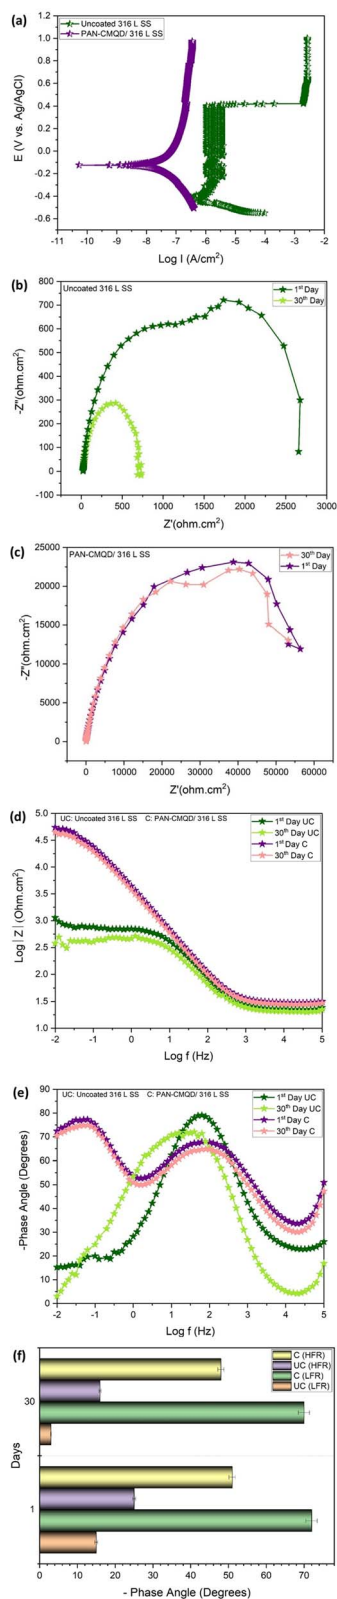 (a)
Uncoated 316 L SS
PAN-CMQD/ 316 L SS
E (V vs. Ag/AgCl)
1.2
1.0
0.8
0.6
0.4
0.2
0.0
-0.2
-0.4
-0.6
-11 -10 -9 -8 -7 -6 -5 -4 -3 -2
Log I (A/cm²)
(b)
Uncoated 316 L SS
1st Day
30th Day
-Z"(ohm.cm²)
800
700
600
500
400
300
200
100
0
-100
0 500 1000 1500 2000 2500 3000
Z'(ohm.cm²)
(c)
PAN-CMQD/ 316 L SS
30th Day
1st Day
-Z"(ohm.cm²)
25000
20000
15000
10000
5000
0
0 10000 20000 30000 40000 50000 60000
Z'(ohm.cm²)
(d)
UC: Uncoated 316 L SS C: PAN-CMQD/ 316 L SS
1st Day UC
30th Day UC
1st Day C
30th Day C
Log|Z|(Ohm.cm²)
5.0
4.5
4.0
3.5
3.0
2.5
2.0
1.5
1.0
-2 -1 0 1 2 3 4 5
Log f (Hz)
(e)
UC: Uncoated 316 L SS C: PAN-CMQD/ 316 L SS
1st Day UC
30th Day UC
1st Day C
30th Day C
-Phase Angle (Degrees)
90
80
70
60
50
40
30
20
10
0
-2 -1 0 1 2 3 4 5
Log f (Hz)
(f)
C (HFR)
UC (HFR)
C (LFR)
UC (LFR)
Days
30
1
0 10 20 30 40 50 60 70 80
- Phase Angle (Degrees)